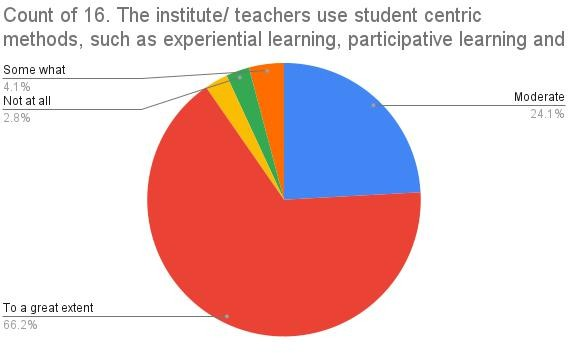 Count of 16. The institute/ teachers use student centric
methods, such as experiential learning, participative learning and
Some what
4.1%
Not at all
2.8%
Moderate
24.1%
To a great extent
66.2%